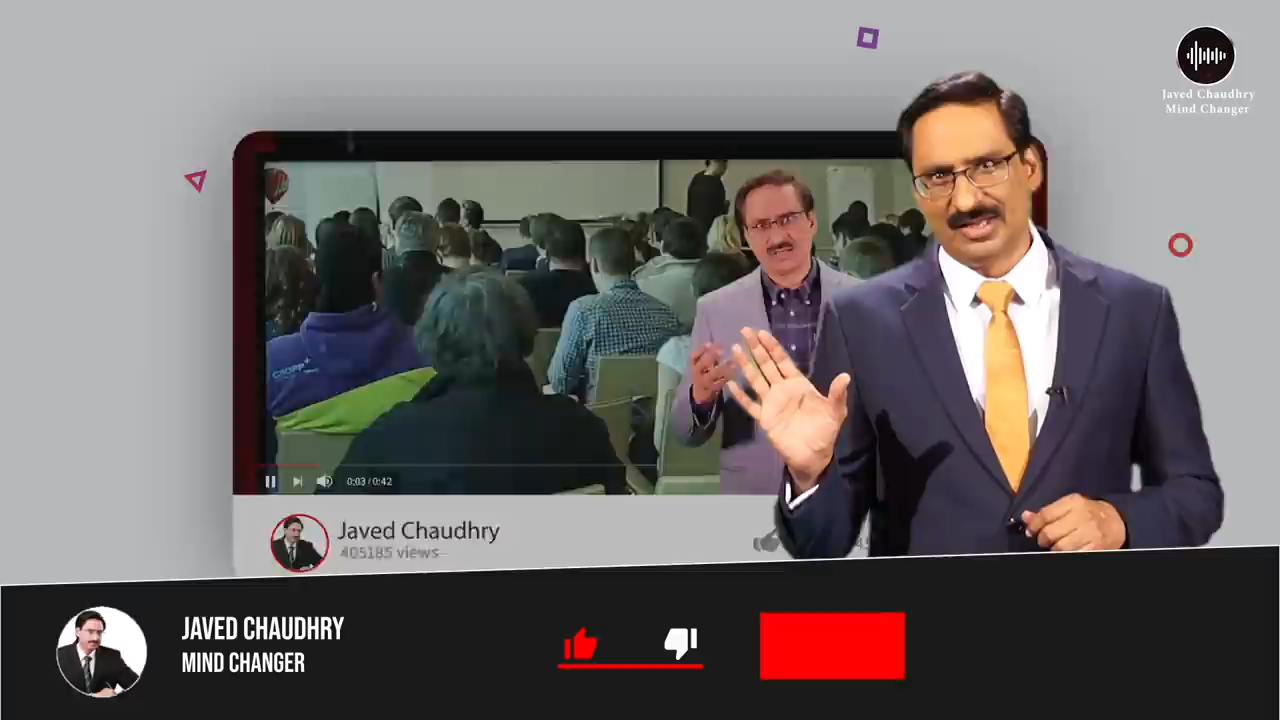 Javed Chaudhry
Mind Changer
0:03 / 0:42
Javed Chaudhry
405185 views
JAVED CHAUDHRY
MIND CHANGER